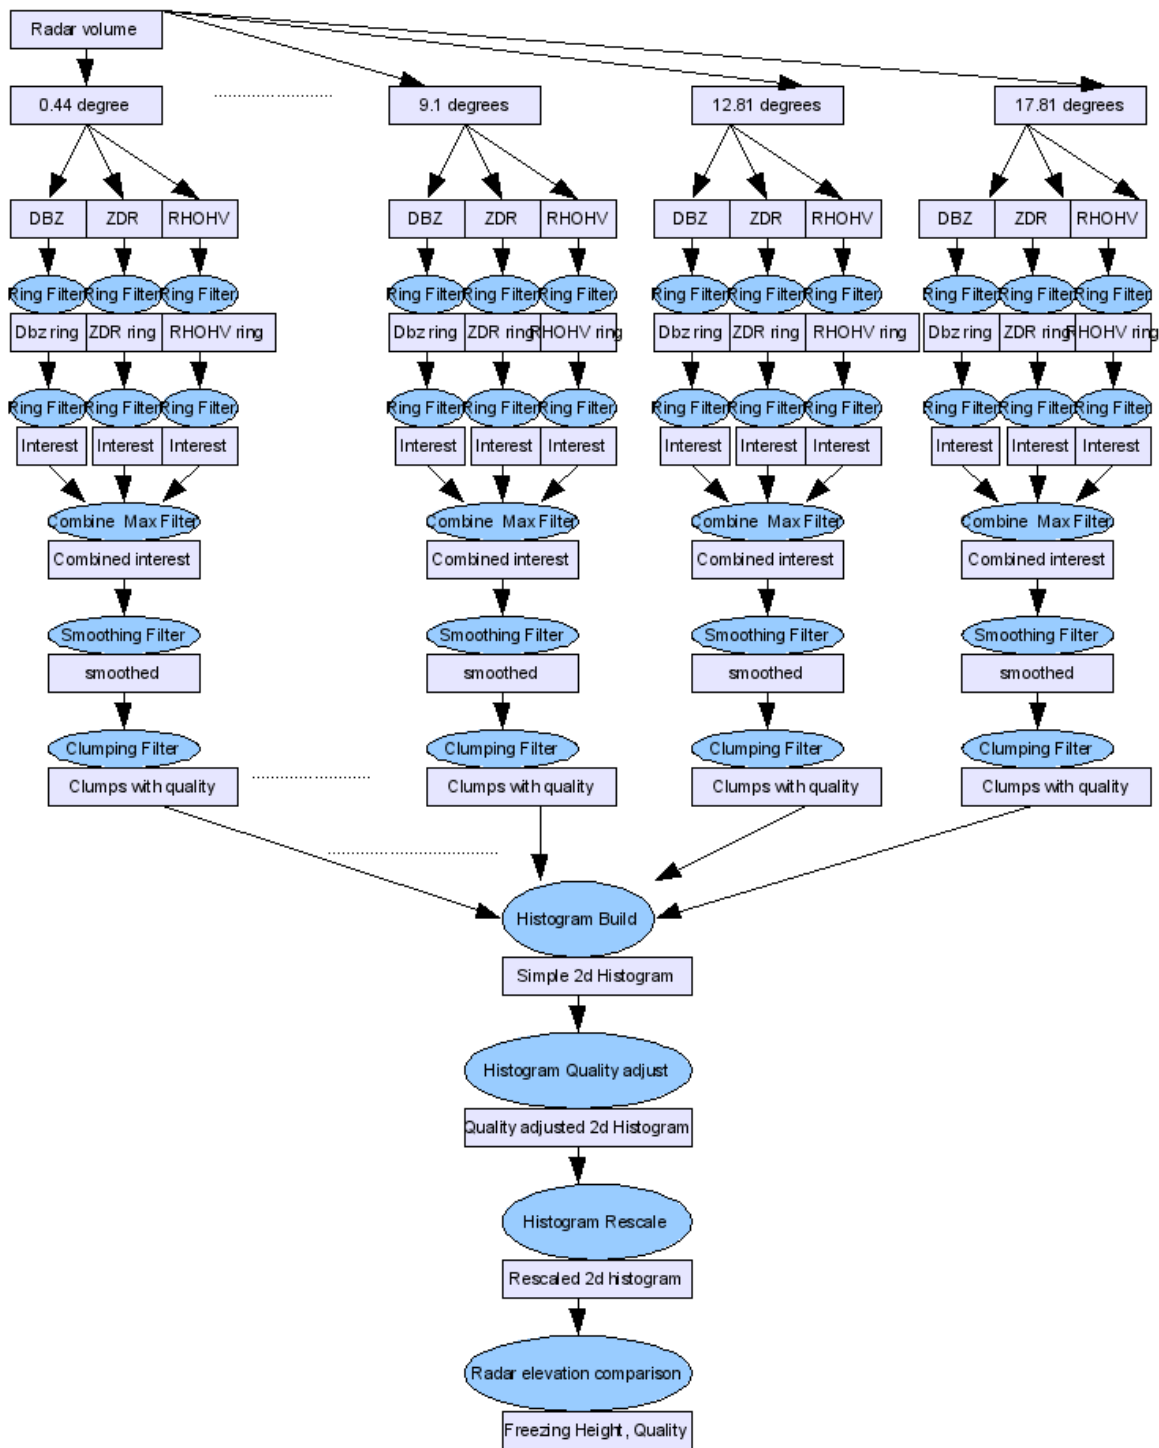 Radar volume
0.44 degree 9.1 degrees 12.81 degrees 17.81 degrees
DBZ ZDR RHOHV DBZ ZDR RHOHV DBZ ZDR RHOHV DBZ ZDR RHOHV
Ring Filter Ring Filter Ring Filter Ring Filter Ring Filter Ring Filter Ring Filter Ring Filter Ring Filter Ring Filter Ring Filter Ring Filter
Dbz ring ZDR ring RHOHV ring Dbz ring ZDR ring RHOHV ring Dbz ring ZDR ring RHOHV ring Dbz ring ZDR ring RHOHV ring
Ring Filter Ring Filter Ring Filter Ring Filter Ring Filter Ring Filter Ring Filter Ring Filter Ring Filter Ring Filter Ring Filter Ring Filter
Interest Interest Interest Interest Interest Interest Interest Interest Interest Interest Interest Interest
Combine Max Filter Combine Max Filter Combine Max Filter Combine Max Filter
Combined interest Combined interest Combined interest Combined interest
Smoothing Filter Smoothing Filter Smoothing Filter Smoothing Filter
smoothed smoothed smoothed smoothed
Clumping Filter Clumping Filter Clumping Filter Clumping Filter
Clumps with quality Clumps with quality Clumps with quality Clumps with quality
Histogram Build
Simple 2d Histogram
Histogram Quality adjust
Quality adjusted 2d Histogram
Histogram Rescale
Rescaled 2d histogram
Radar elevation comparison
Freezing Height, Quality